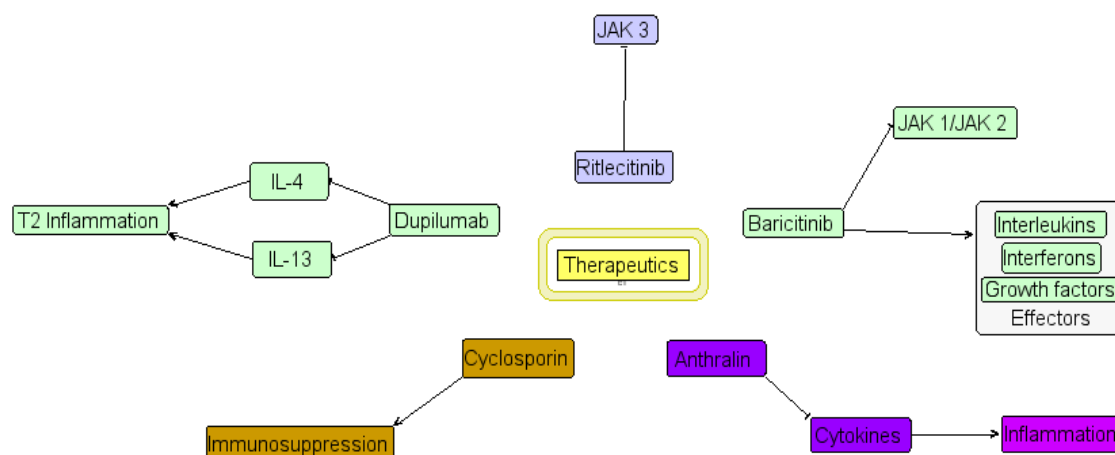 JAK 3
JAK 1/JAK 2
Ritlecitinib
IL-4
T2 Inflammation
Dupilumab
IL-13
Baricitinib
Interleukins
Interferons
Growth factors
Effectors
Therapeutics
Cyclosporin
Immunosuppression
Anthralin
Cytokines
Inflammation